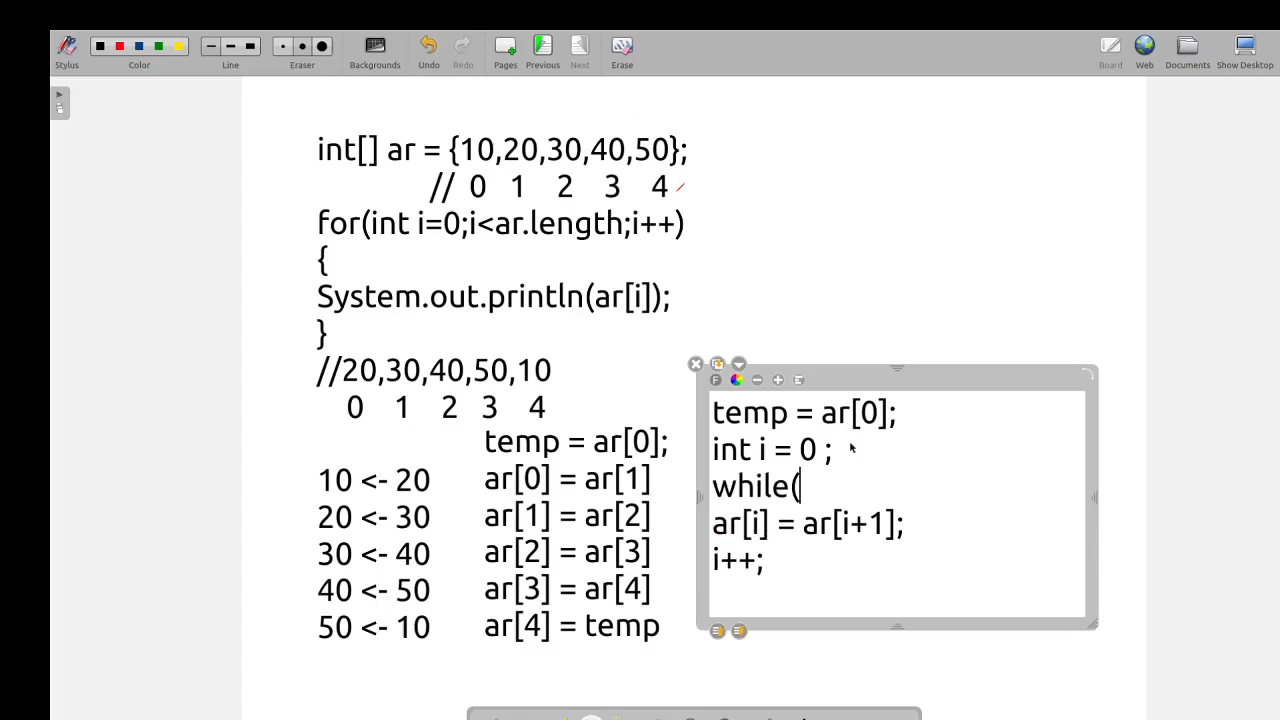 Stylus Color Line Eraser Backgrounds Undo Redo Pages Previous Next Erase Board Web Documents Show Desktop
int[] ar = {10,20,30,40,50};
// 0 1 2 3 4
for(int i=0;i<ar.length;i++)
{
System.out.println(ar[i]);
}
//20,30,40,50,10
0 1 2 3 4
temp = ar[0];
10 <- 20 ar[0] = ar[1]
20 <- 30 ar[1] = ar[2]
30 <- 40 ar[2] = ar[3]
40 <- 50 ar[3] = ar[4]
50 <- 10 ar[4] = temp
F
temp = ar[0];
int i = 0 ;
while(
ar[i] = ar[i+1];
i++;